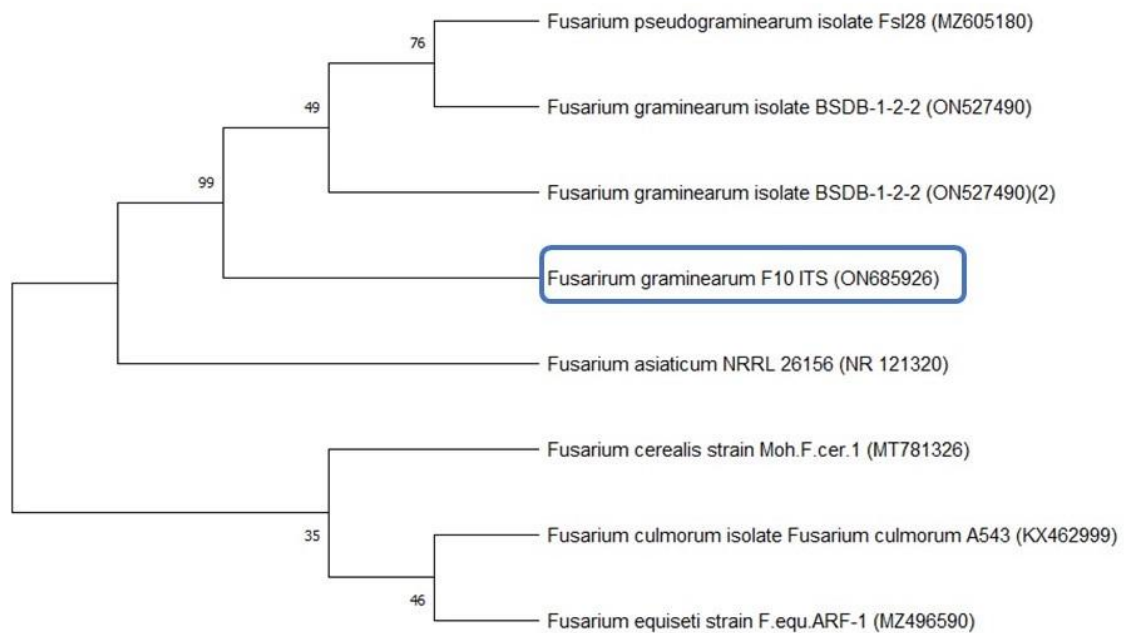 Fusarium pseudograminearum isolate Fsl28 (MZ605180)
76
Fusarium graminearum isolate BSDB-1-2-2 (ON527490)
49
Fusarium graminearum isolate BSDB-1-2-2 (ON527490)(2)
99
Fusarirum graminearum F10 ITS (ON685926)
Fusarium asiaticum NRRL 26156 (NR 121320)
Fusarium cerealis strain Moh.F.cer.1 (MT781326)
35
Fusarium culmorum isolate Fusarium culmorum A543 (KX462999)
46
Fusarium equiseti strain F.equ.ARF-1 (MZ496590)